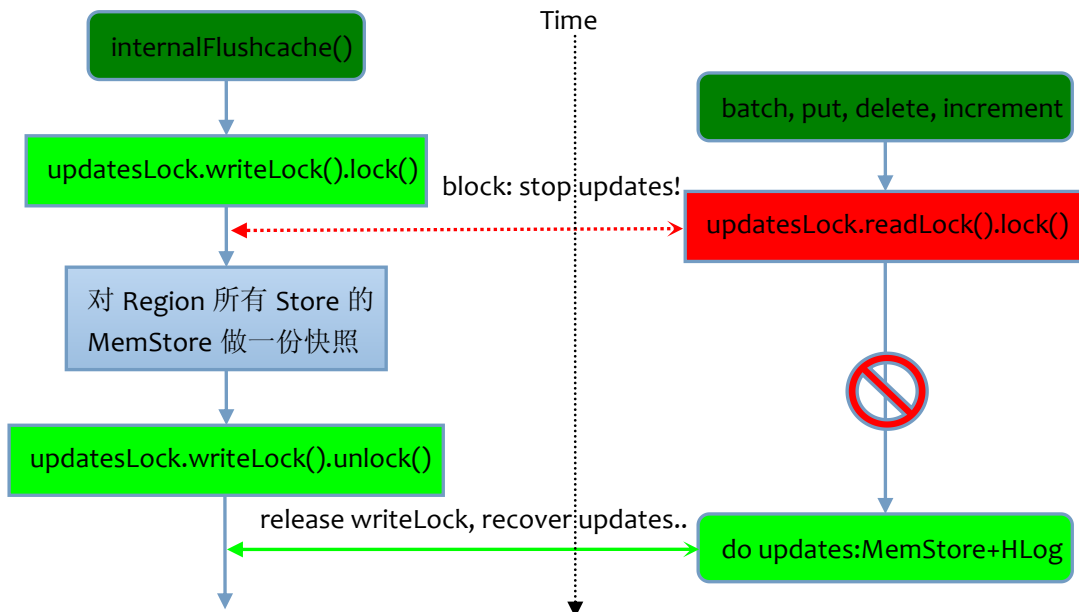 Time
internalFlushcache()
batch, put, delete, increment
updatesLock.writeLock().lock()
block: stop updates!
updatesLock.readLock().lock()
对 Region 所有 Store 的
MemStore 做一份快照
updatesLock.writeLock().unlock()
release writeLock, recover updates..
do updates:MemStore+HLog